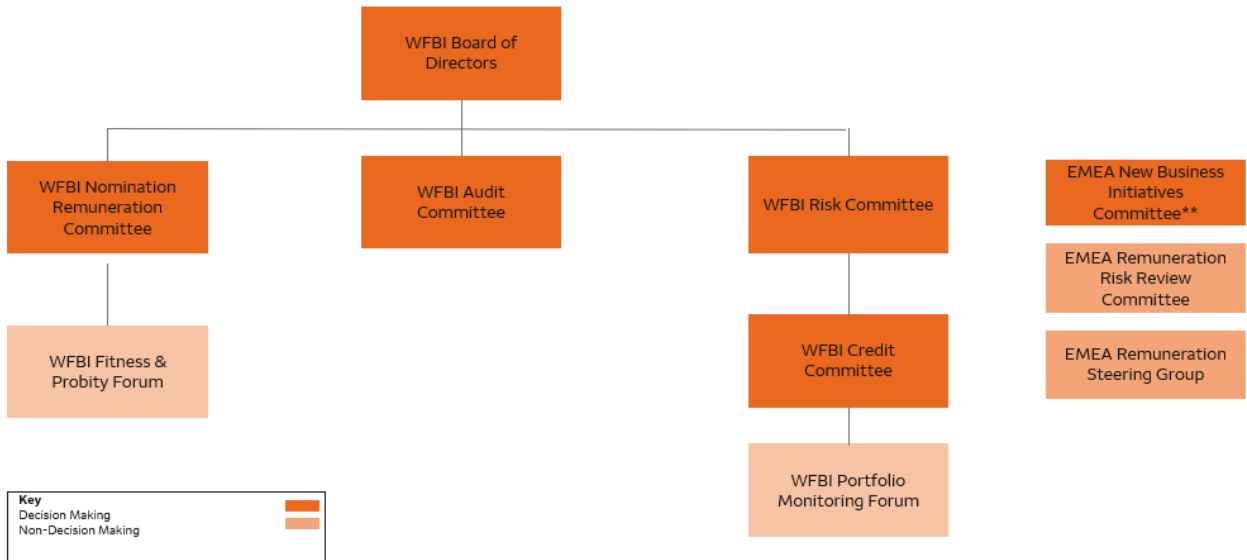 WFBI Board of
Directors
WFBI Nomination
Remuneration
Committee
WFBI Audit
Committee
WFBI Risk Committee
EMEA New Business
Initiatives
Committee**
EMEA Remuneration
Risk Review
Committee
EMEA Remuneration
Steering Group
WFBI Fitness &
Probity Forum
WFBI Credit
Committee
WFBI Portfolio
Monitoring Forum
Key
Decision Making
Non-Decision Making